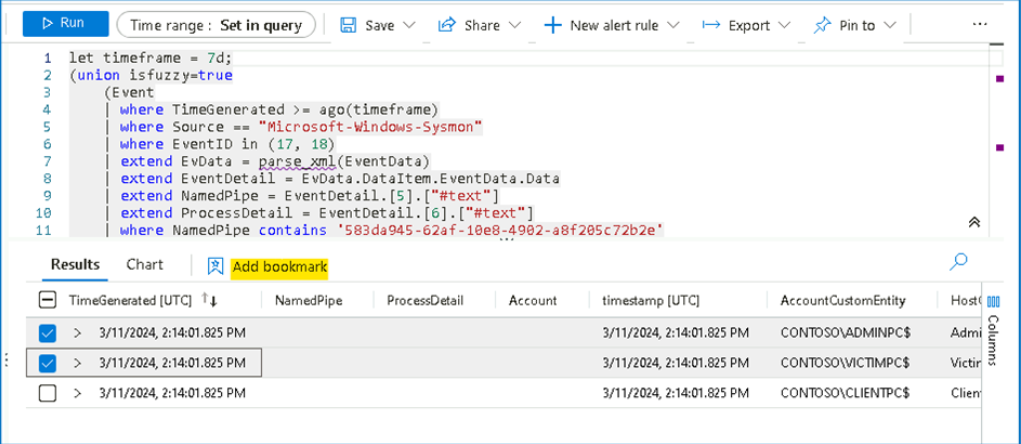 Run Time range : Set in query Save Share New alert rule Export Pin to ...
1 let timeframe = 7d;
2 (union isfuzzy=true
3 (Event
4 | where TimeGenerated >= ago(timeframe)
5 | where Source == "Microsoft-Windows-Sysmon"
6 | where EventID in (17, 18)
7 | extend EvData = parse_xml(EventData)
8 | extend EventDetail = EvData.DataItem.EventData.Data
9 | extend NamedPipe = EventDetail.[5].["#text"]
10 | extend ProcessDetail = EventDetail.[6].["#text"]
11 | where NamedPipe contains '583da945-62af-10e8-4902-a8f205c72b2e'
Results Chart Add bookmark
TimeGenerated [UTC] NamedPipe ProcessDetail Account timestamp [UTC] AccountCustomEntity Host
3/11/2024, 2:14:01.825 PM 3/11/2024, 2:14:01.825 PM CONTOSO\ADMINPC$ Admi
3/11/2024, 2:14:01.825 PM 3/11/2024, 2:14:01.825 PM CONTOSO\VICTIMPC$ Victir
3/11/2024, 2:14:01.825 PM 3/11/2024, 2:14:01.825 PM CONTOSO\CLIENTPC$ Clien
Columns